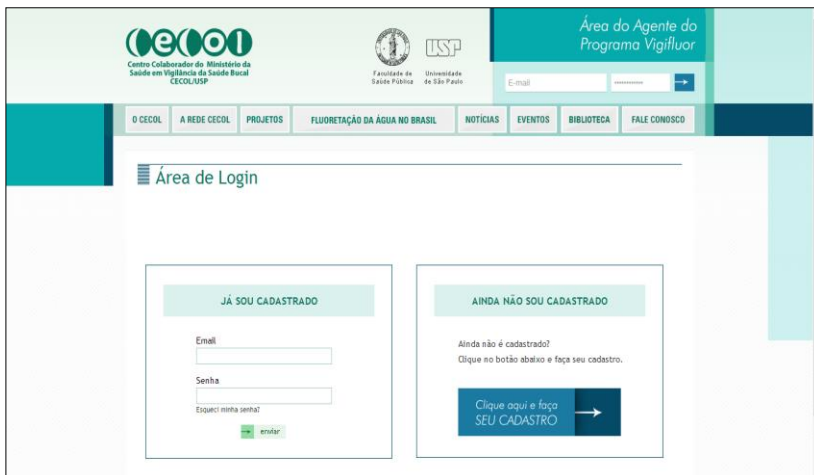 cecol
Centro Colaborador do Ministério da
Saúde em Vigilância da Saúde Bucal
CECOL/USP
Faculdade de
Saúde Pública
USP
Universidade
de São Paulo
Área do Agente do
Programa Vigifluor
E-mail
O CECOL
A REDE CECOL
PROJETOS
FLUORETAÇÃO DA ÁGUA NO BRASIL
NOTÍCIAS
EVENTOS
BIBLIOTECA
FALE CONOSCO
Área de Login
JÁ SOU CADASTRADO
Email
Senha
Esqueci minha senha?
enviar
AINDA NÃO SOU CADASTRADO
Ainda não é cadastrado?
Clique no botão abaixo e faça seu cadastro.
Clique aqui e faça
SEU CADASTRO